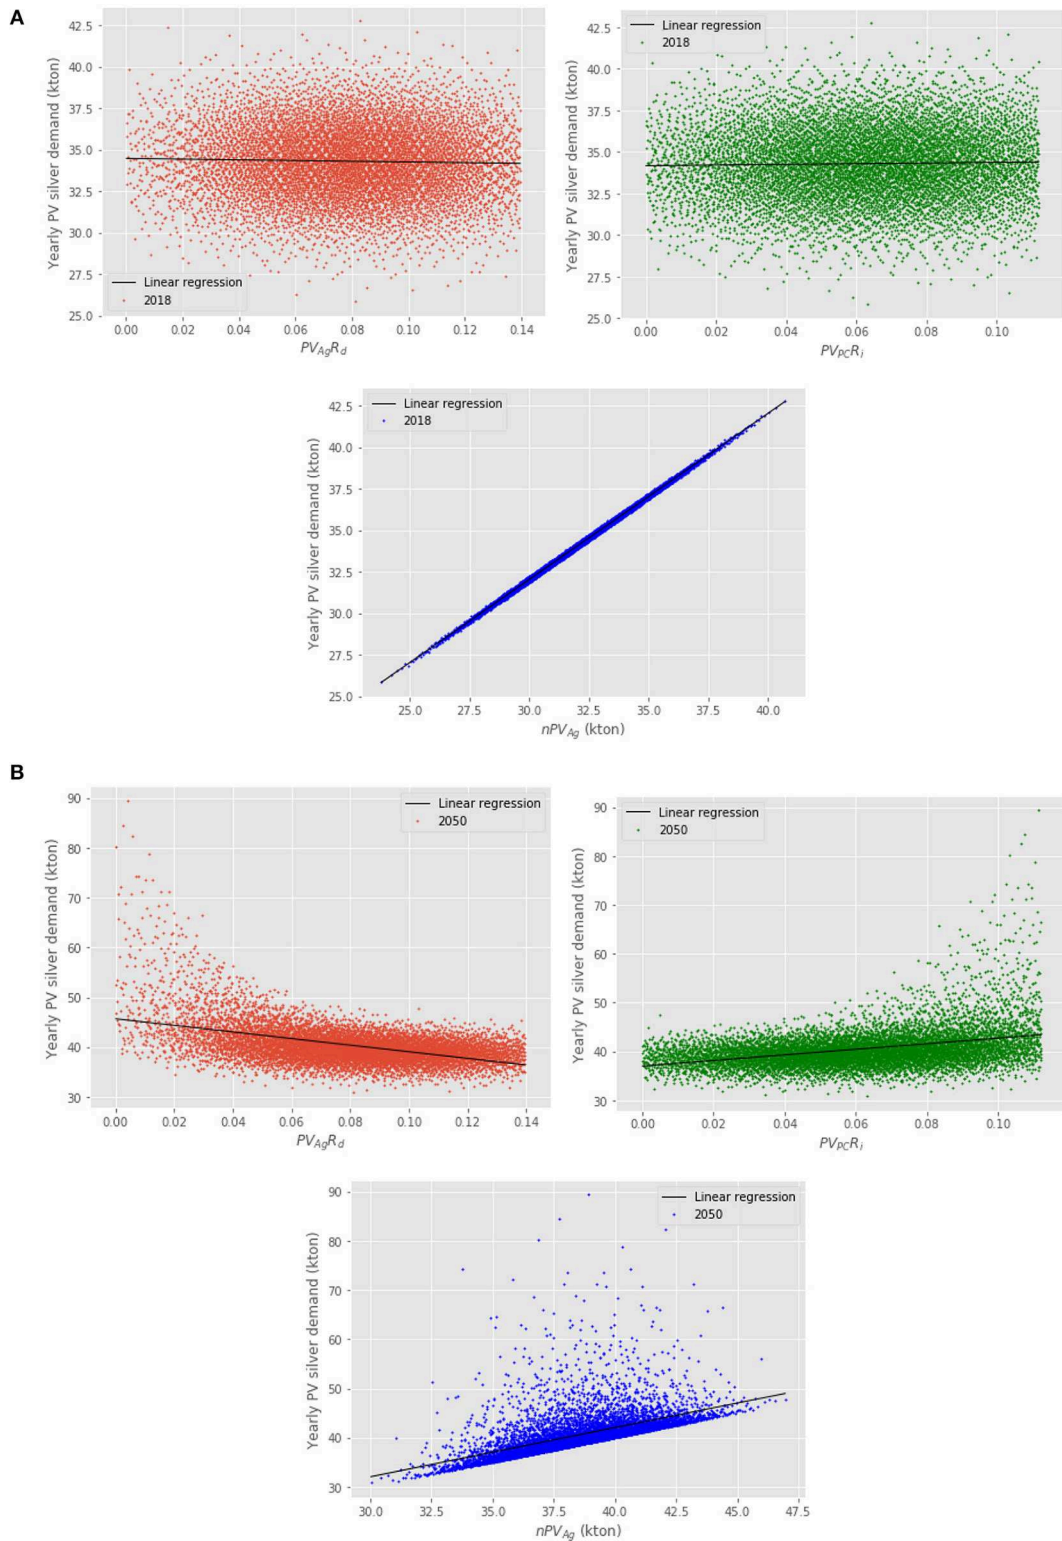 A
42.5
40.0
37.5
35.0
32.5
30.0
27.5
25.0
Yearly PV silver demand (kton)
Linear regression
2018
0.00 0.02 0.04 0.06 0.08 0.10 0.12 0.14
PV_Ag R_d
42.5
40.0
37.5
35.0
32.5
30.0
27.5
25.0
Yearly PV silver demand (kton)
Linear regression
2018
0.00 0.02 0.04 0.06 0.08 0.10
PV_PC R_i
42.5
40.0
37.5
35.0
32.5
30.0
27.5
25.0
Yearly PV silver demand (kton)
Linear regression
2018
25.0 27.5 30.0 32.5 35.0 37.5 40.0
nPV_Ag (kton)
B
90
80
70
60
50
40
30
Yearly PV silver demand (kton)
Linear regression
2050
0.00 0.02 0.04 0.06 0.08 0.10 0.12 0.14
PV_Ag R_d
90
80
70
60
50
40
30
Yearly PV silver demand (kton)
Linear regression
2050
0.00 0.02 0.04 0.06 0.08 0.10
PV_PC R_i
90
80
70
60
50
40
30
Yearly PV silver demand (kton)
Linear regression
2050
30.0 32.5 35.0 37.5 40.0 42.5 45.0 47.5
nPV_Ag (kton)